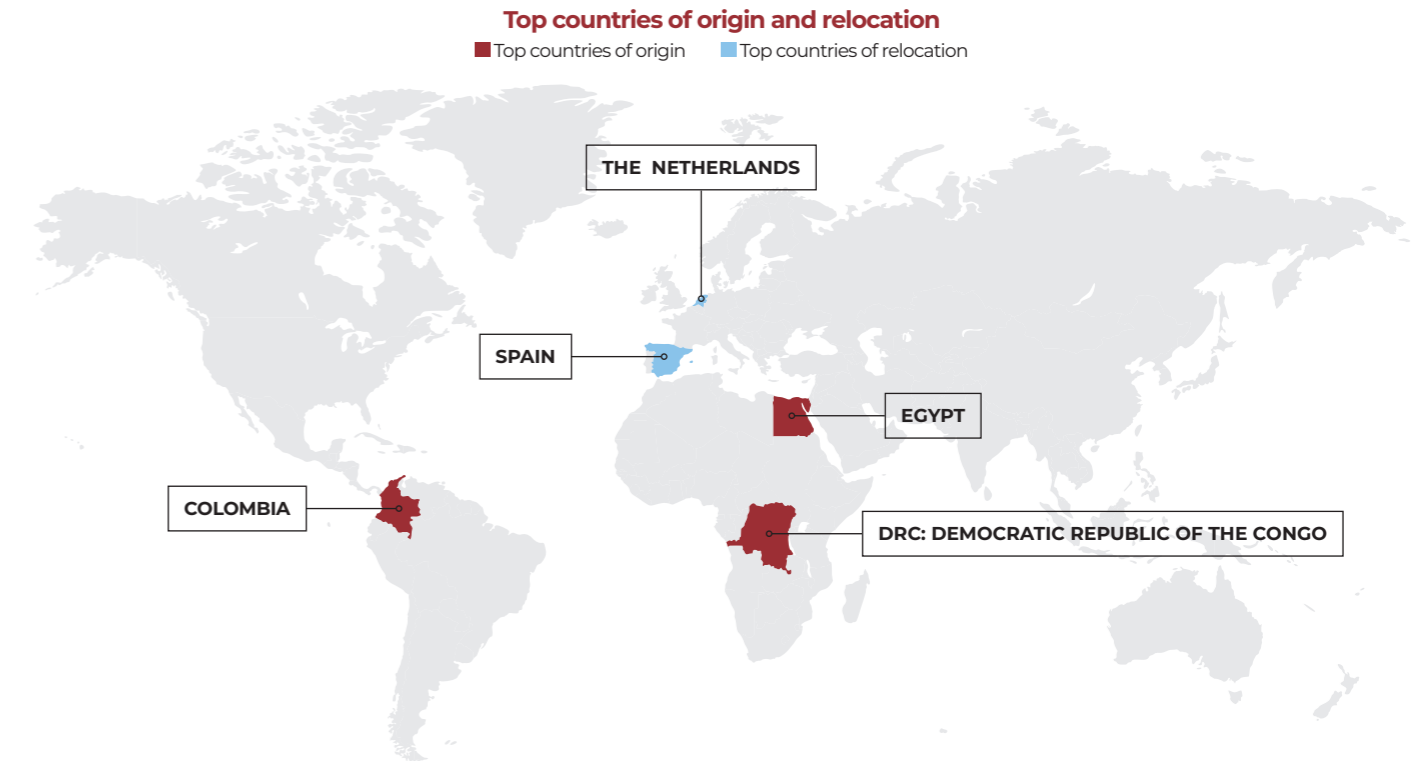 Top countries of origin and relocation
Top countries of origin
Top countries of relocation
THE NETHERLANDS
SPAIN
EGYPT
COLOMBIA
DRC: DEMOCRATIC REPUBLIC OF THE CONGO